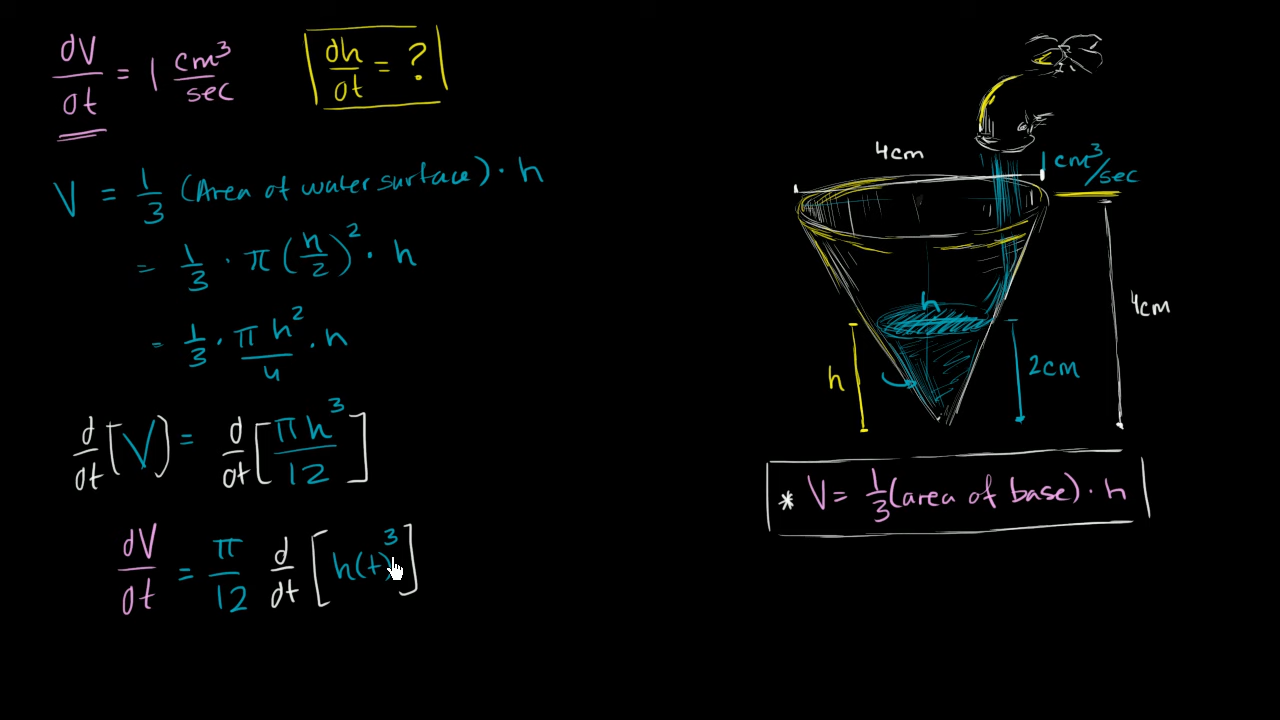 dV/dt = 1 cm³/sec    dh/dt = ?
V = 1/3 (Area of water surface) · h
= 1/3 · π (h/2)² · h
= 1/3 · πh²/4 · h
d/dt [V] = d/dt [πh³/12]
dV/dt = π/12 d/dt [h(t)³]
4cm
1cm³/sec
4cm
h
h
2cm
* V = 1/3 (area of base) · h